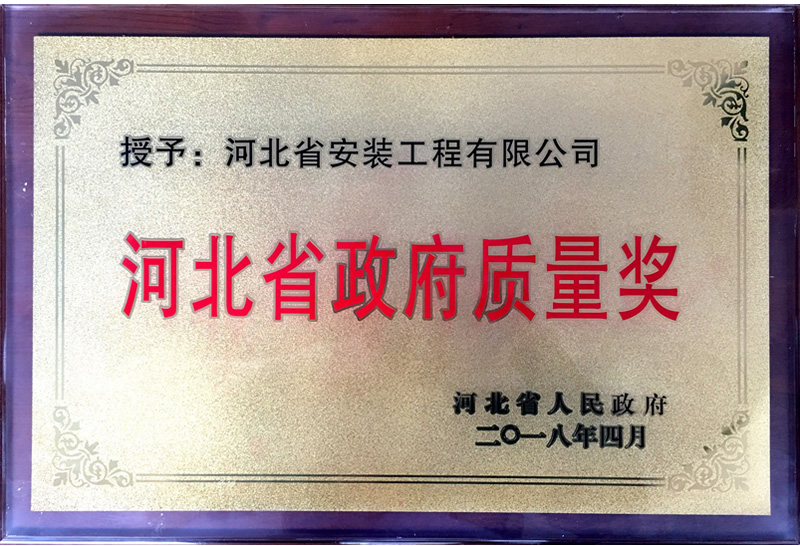 授予：河北省安装工程有限公司
河北省政府质量奖
河北省人民政府
二〇一八年四月